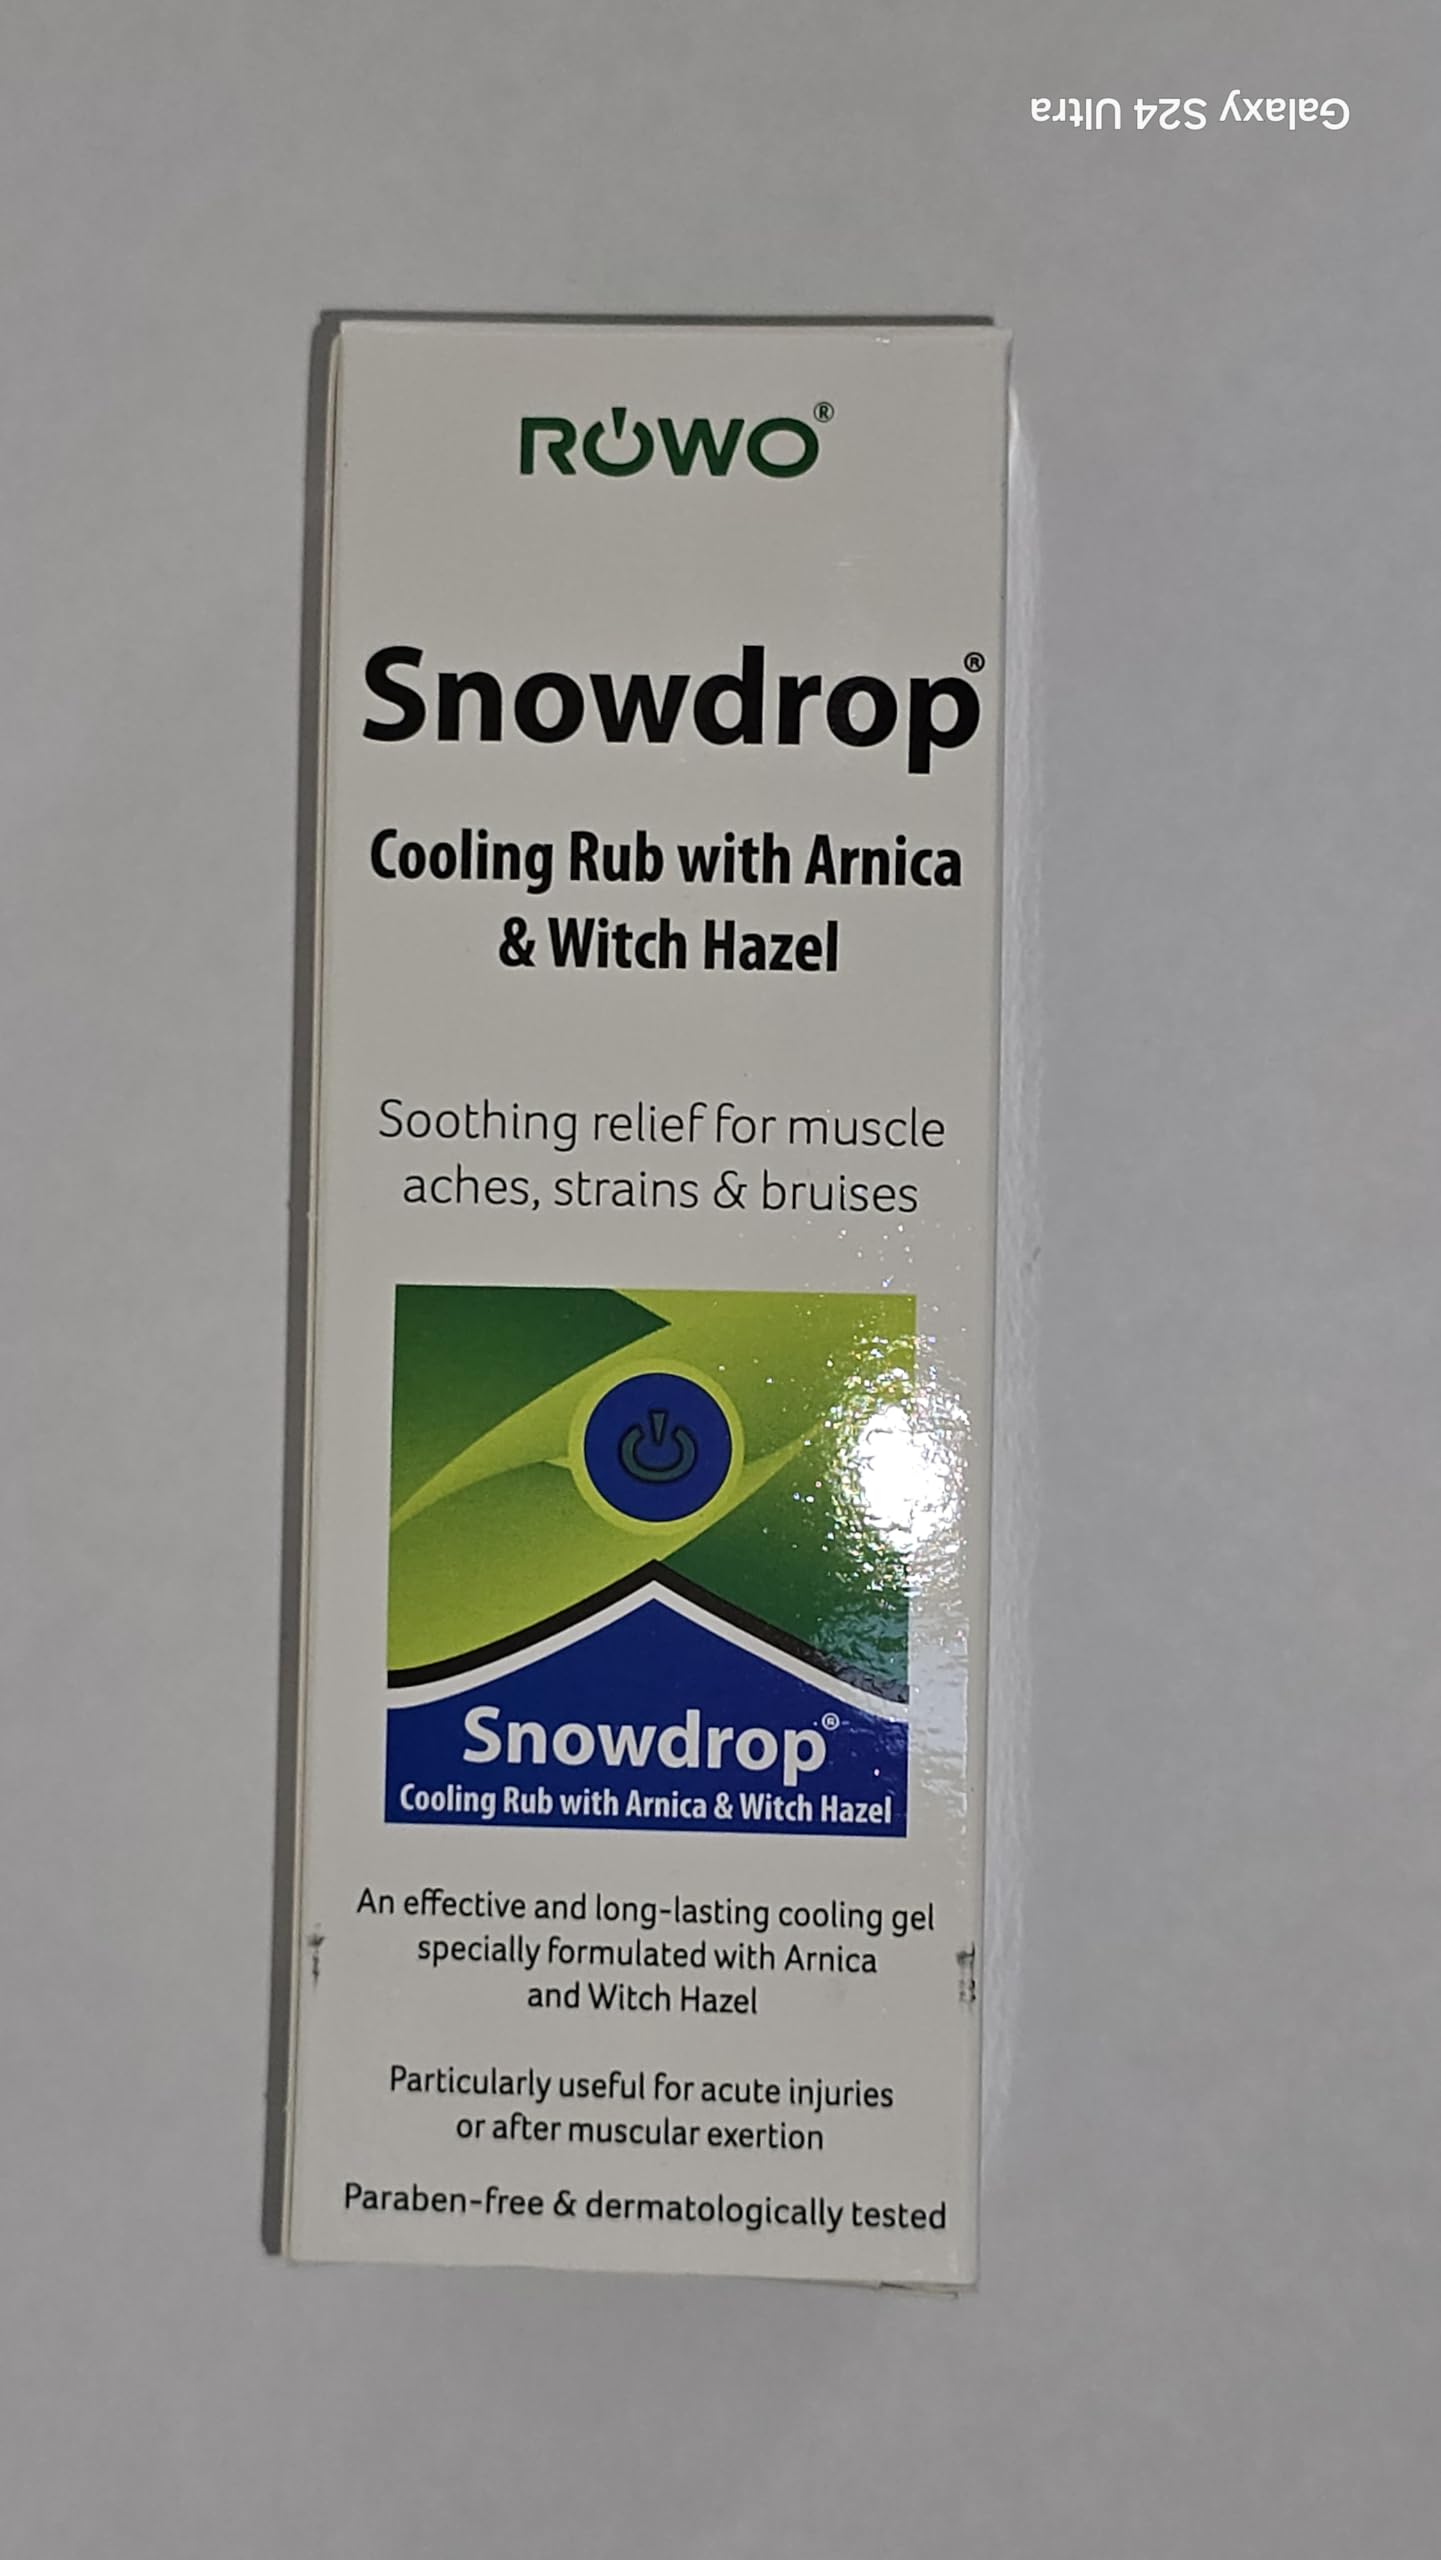 Galaxy S24 Ultra
ROWO®
Snowdrop®
Cooling Rub with Arnica
& Witch Hazel
Soothing relief for muscle
aches, strains & bruises
Snowdrop®
Cooling Rub with Arnica & Witch Hazel
An effective and long-lasting cooling gel
specially formulated with Arnica
and Witch Hazel
Particularly useful for acute injuries
or after muscular exertion
Paraben-free & dermatologically tested